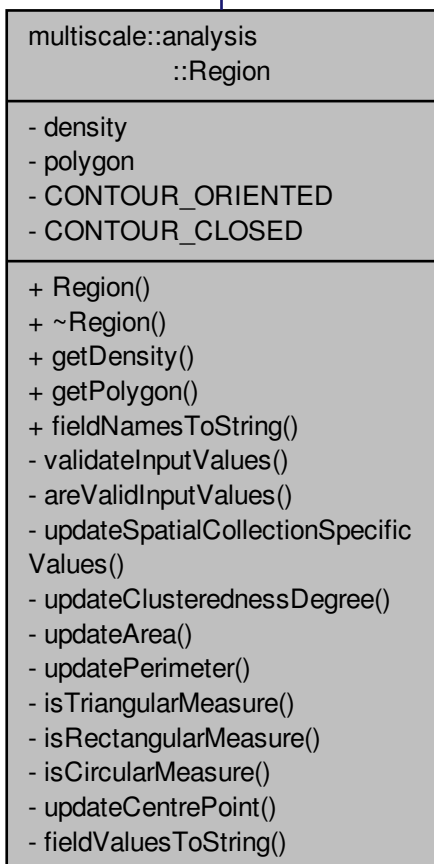 multiscale::analysis
::Region
- density
- polygon
- CONTOUR_ORIENTED
- CONTOUR_CLOSED
+ Region()
+ ~Region()
+ getDensity()
+ getPolygon()
+ fieldNamesToString()
- validateInputValues()
- areValidInputValues()
- updateSpatialCollectionSpecific
Values()
- updateClusterednessDegree()
- updateArea()
- updatePerimeter()
- isTriangularMeasure()
- isRectangularMeasure()
- isCircularMeasure()
- updateCentrePoint()
- fieldValuesToString()